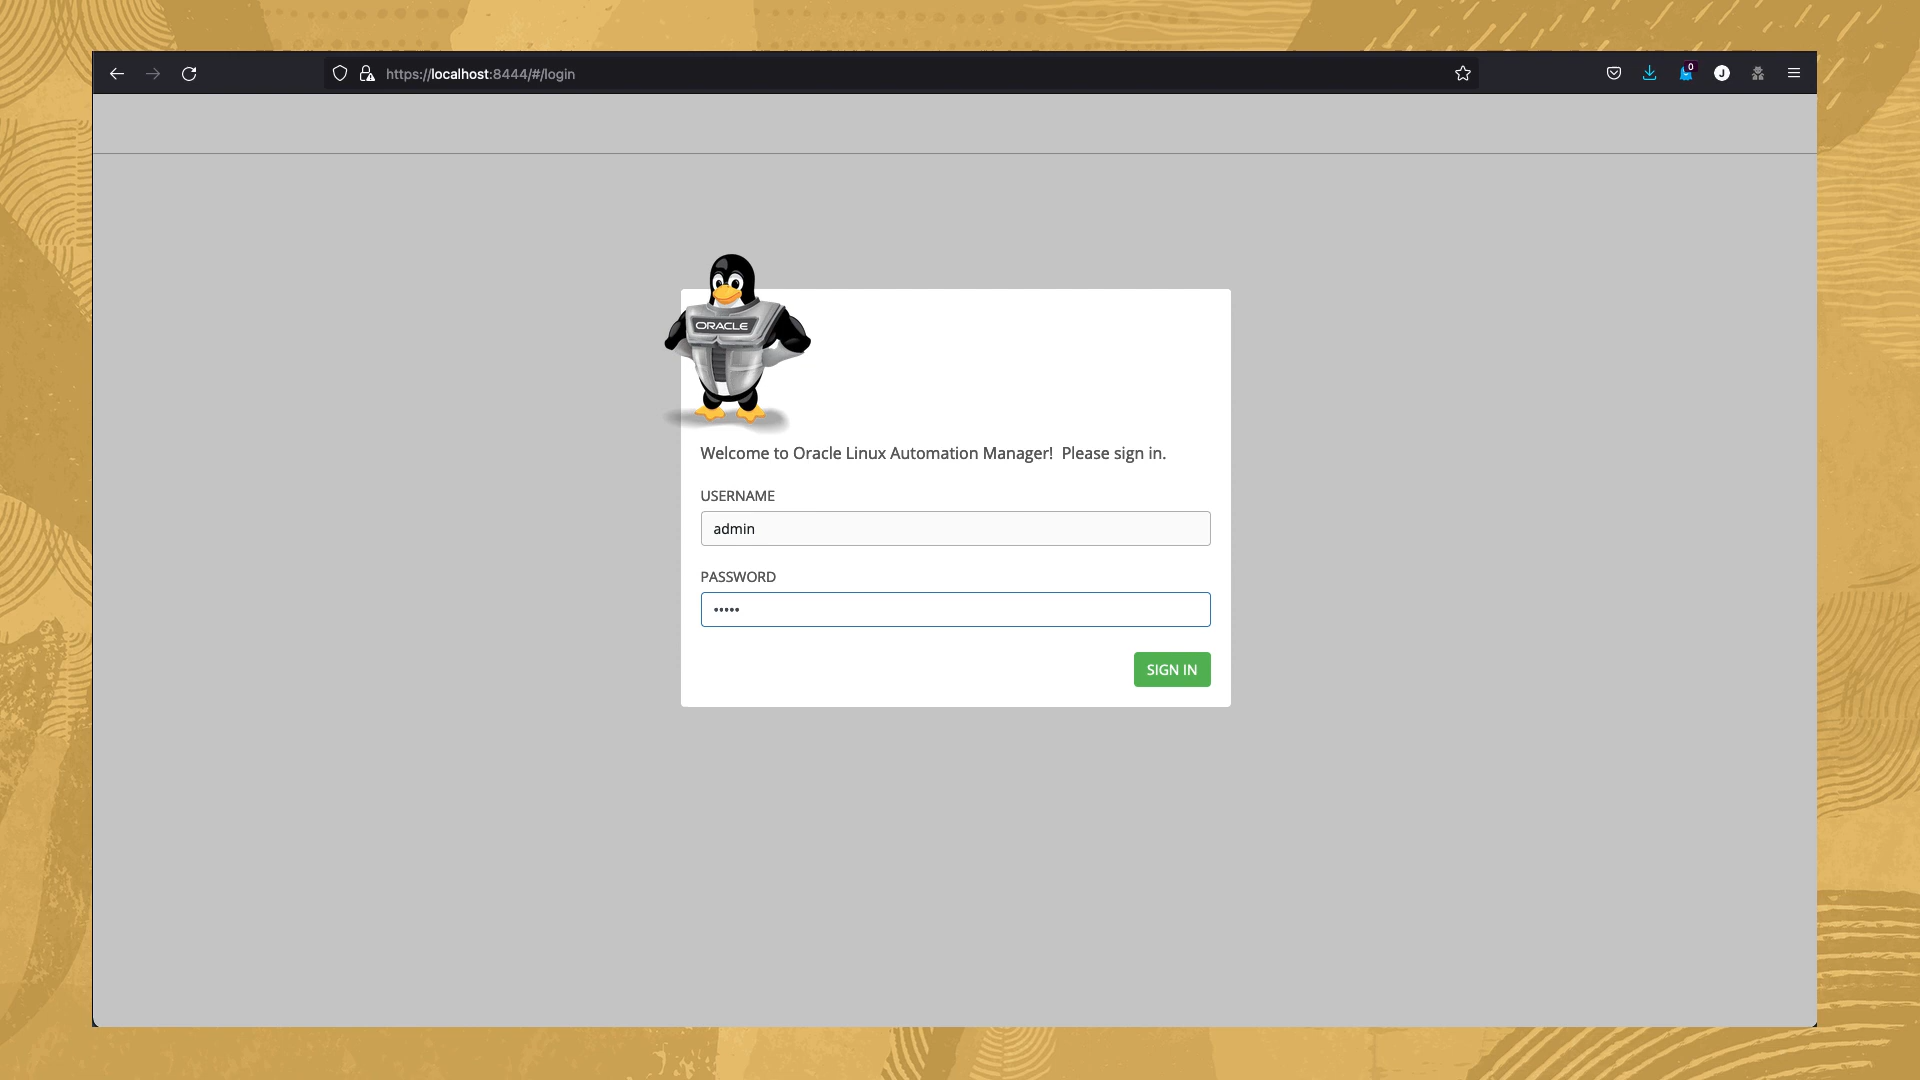 https://localhost:8444/#/login
0
J
ORACLE
Welcome to Oracle Linux Automation Manager! Please sign in.
USERNAME
admin
PASSWORD
•••••
SIGN IN